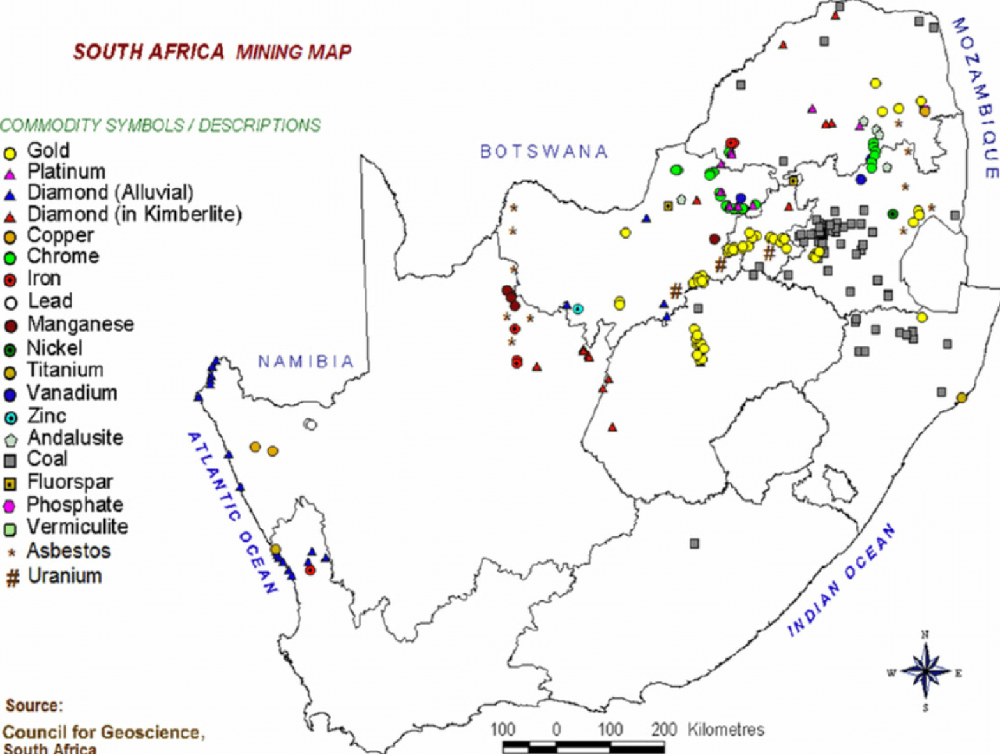 SOUTH AFRICA MINING MAP
COMMODITY SYMBOLS / DESCRIPTIONS
Gold
Platinum
Diamond (Alluvial)
Diamond (in Kimberlite)
Copper
Chrome
Iron
Lead
Manganese
Nickel
Titanium
Vanadium
Zinc
Andalusite
Coal
Fluorspar
Phosphate
Vermiculite
Asbestos
# Uranium
BOTSWANA
MOZAMBIQUE
NAMIBIA
ATLANTIC OCEAN
INDIAN OCEAN
N
W E
S
Source:
Council for Geoscience,
South Africa
100 0 100 200 Kilometres